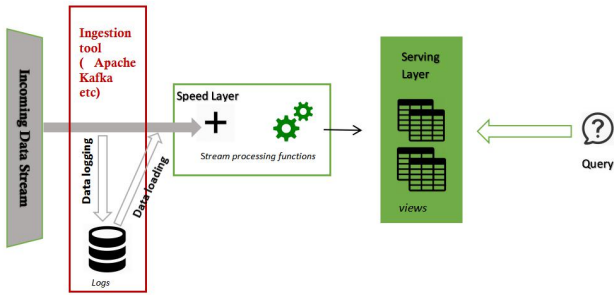 Incoming Data Stream
Ingestion
tool
( Apache
Kafka
etc)
Data logging
Data loading
Logs
Speed Layer
+
Stream processing functions
Serving
Layer
views
?
Query